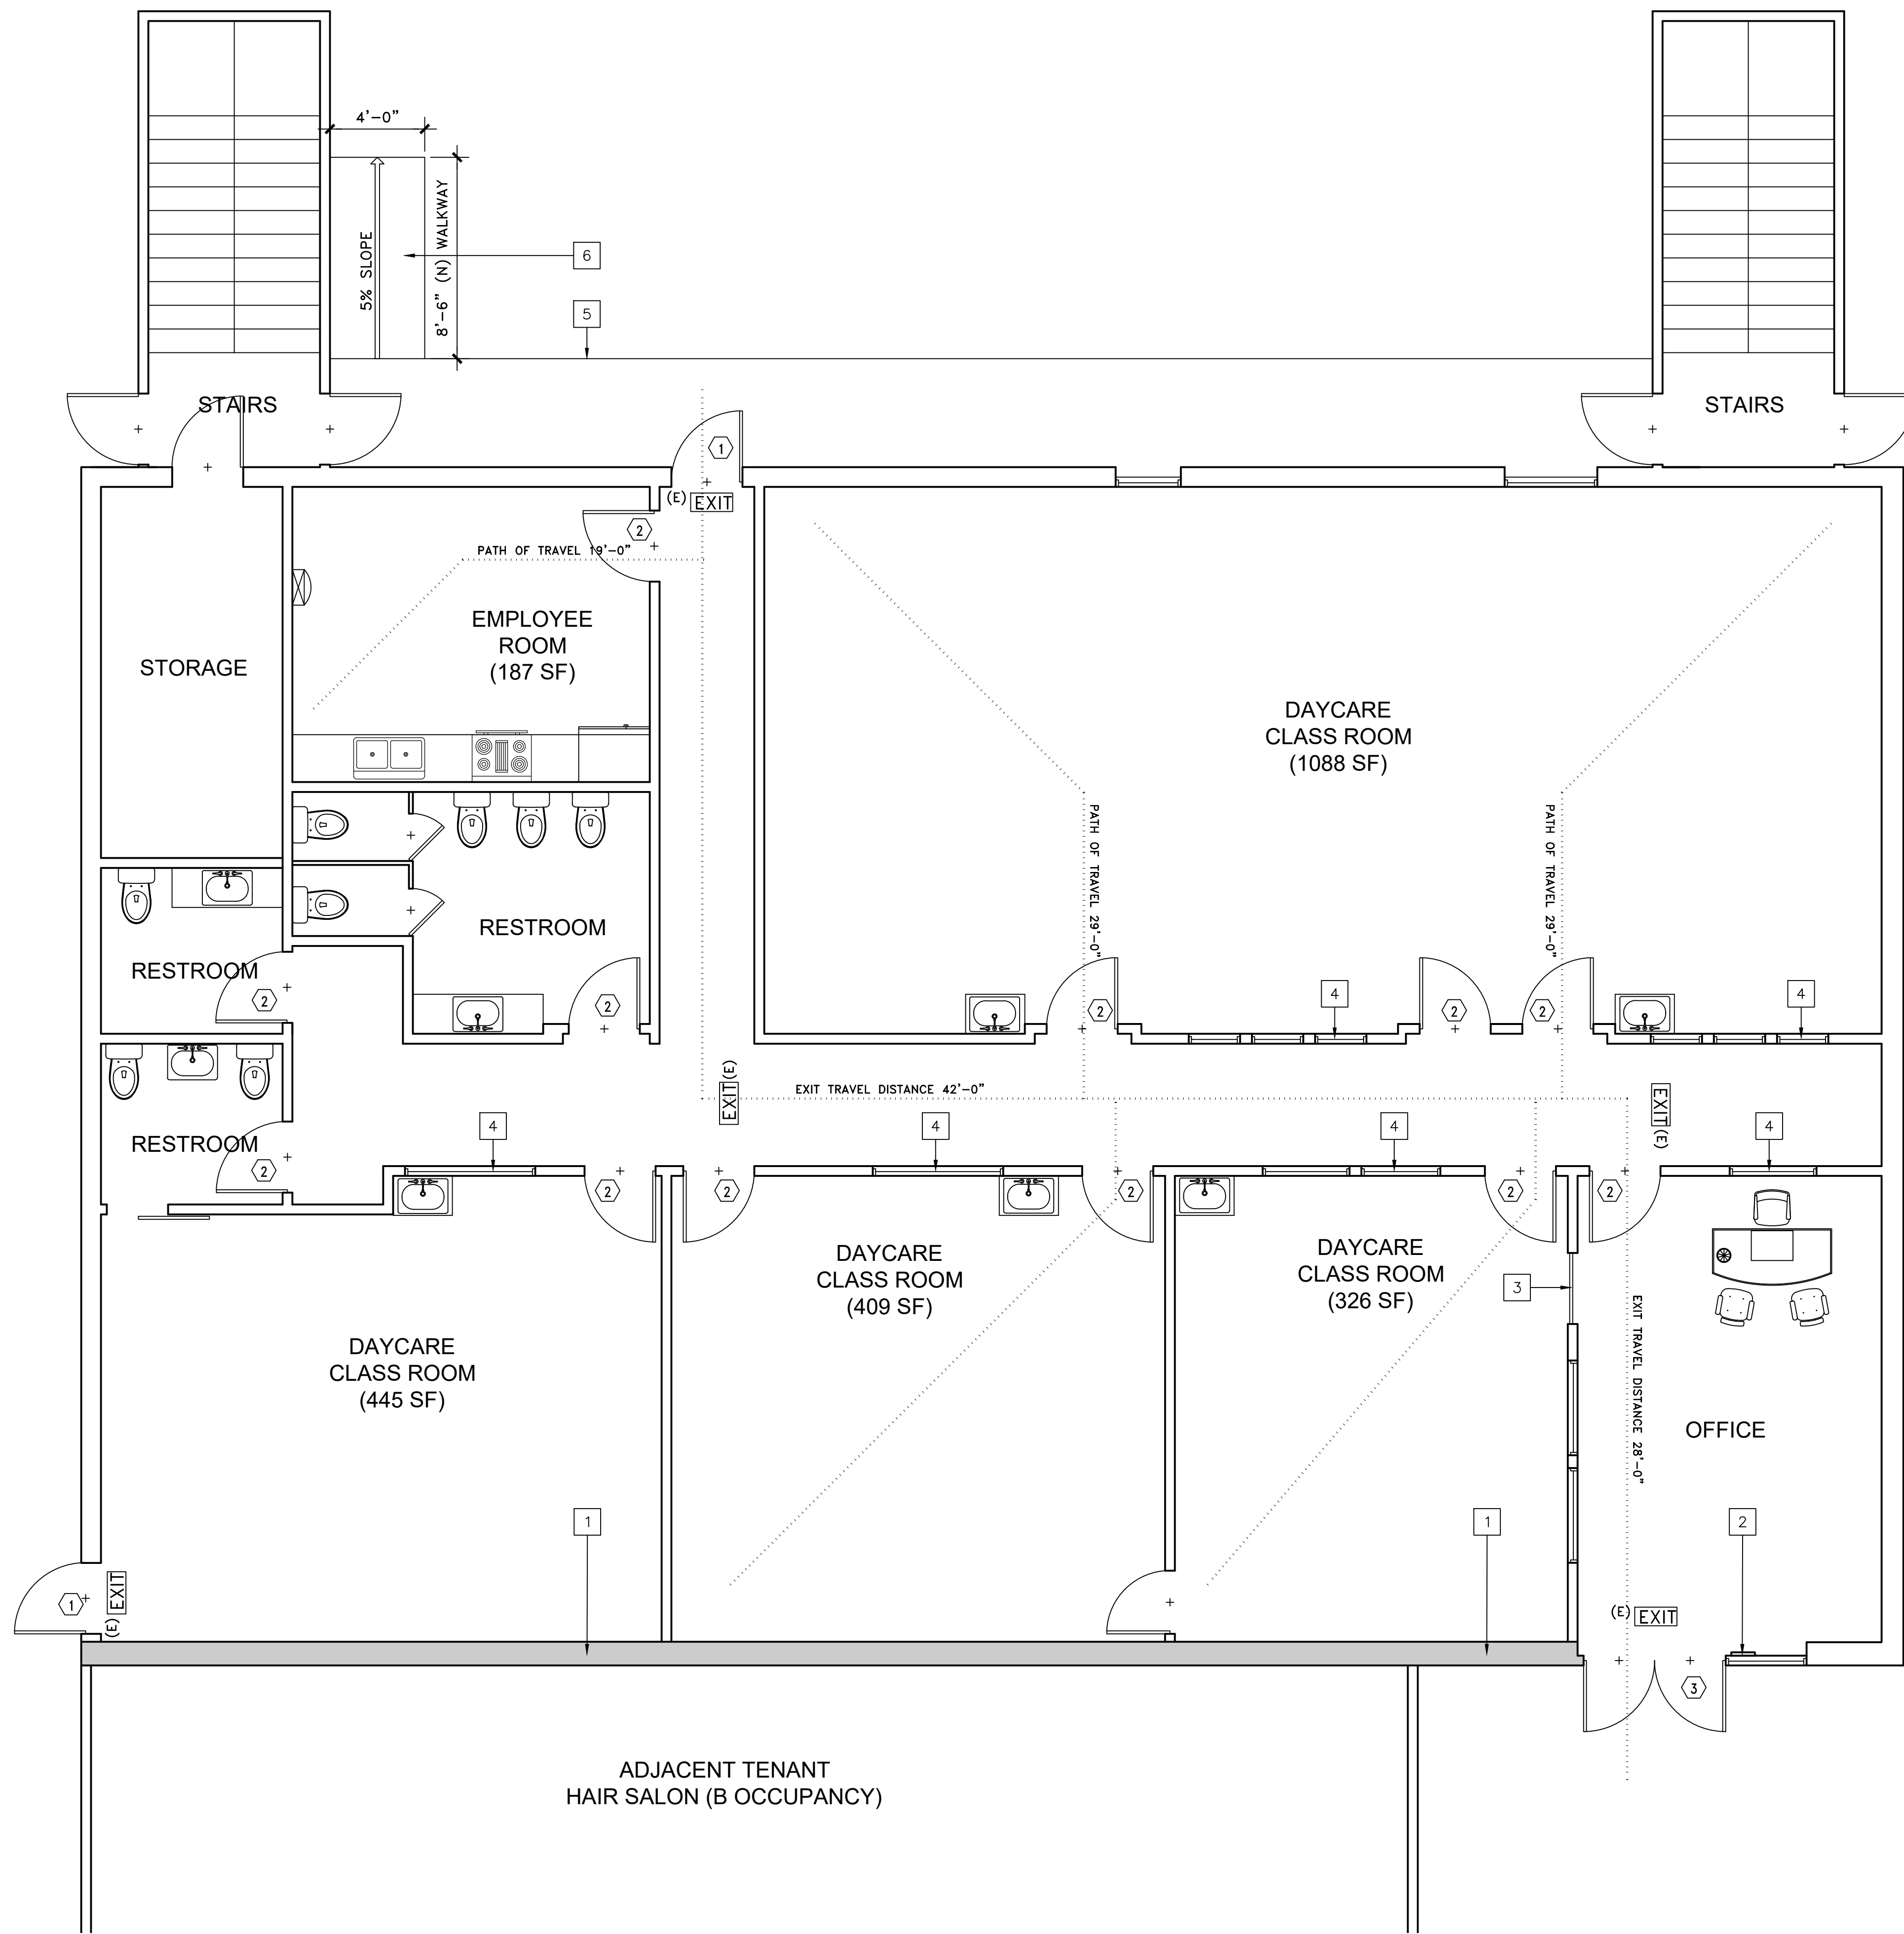 4'-0"
5% SLOPE
8'-6" (N) WALKWAY
6
5
STAIRS
STAIRS
1
(E) EXIT
2
PATH OF TRAVEL 19'-0"
EMPLOYEE
ROOM
(187 SF)
STORAGE
DAYCARE
CLASS ROOM
(1088 SF)
PATH OF TRAVEL 29'-0"
PATH OF TRAVEL 29'-0"
RESTROOM
RESTROOM
2
2
2
4
2
2
4
EXIT (E)
EXIT TRAVEL DISTANCE 42'-0"
EXIT (E)
RESTROOM
2
4
4
4
4
2
2
2
2
2
DAYCARE
CLASS ROOM
(409 SF)
DAYCARE
CLASS ROOM
(326 SF)
3
DAYCARE
CLASS ROOM
(445 SF)
EXIT TRAVEL DISTANCE 28'-0"
OFFICE
1
1
2
1
(E) EXIT
(E) EXIT
3
ADJACENT TENANT
HAIR SALON (B OCCUPANCY)